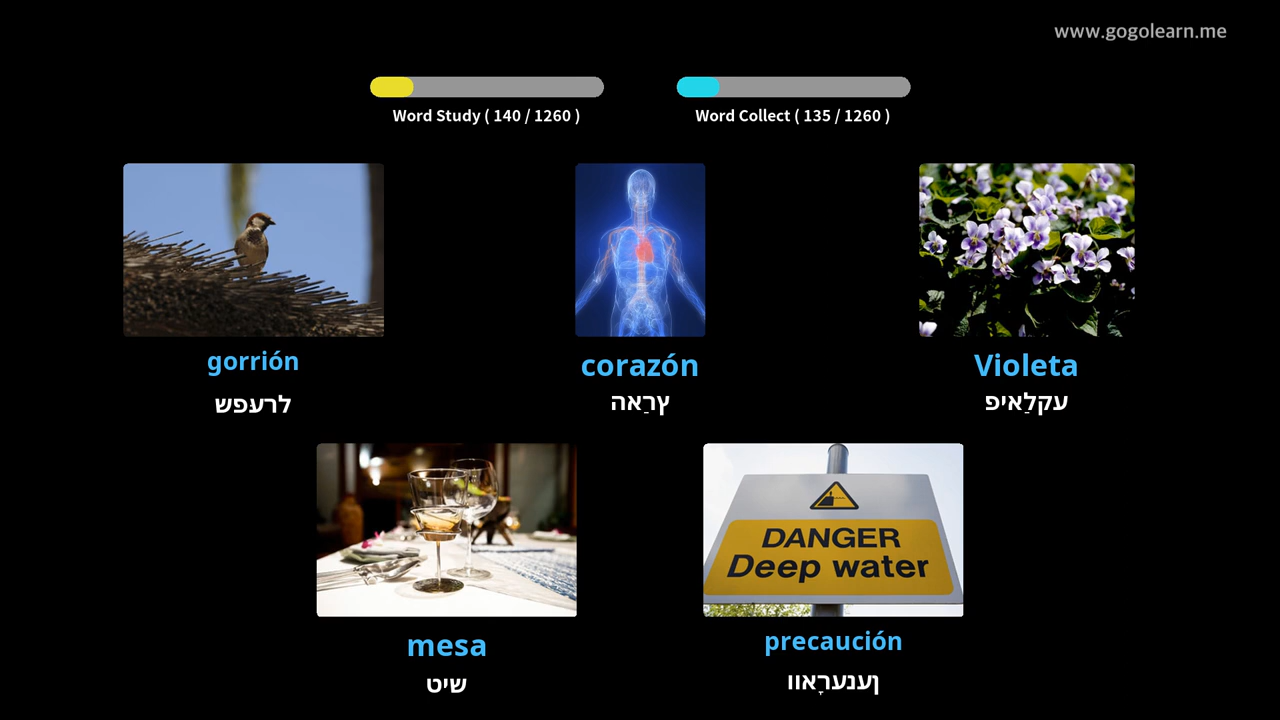 www.gogolearn.me
Word Study ( 140 / 1260 )
Word Collect ( 135 / 1260 )
gorrión
לרעפש
corazón
ץרַאה
Violeta
עקלַאיפ
DANGER
Deep water
mesa
שיט
precaución
ןענערָאוו